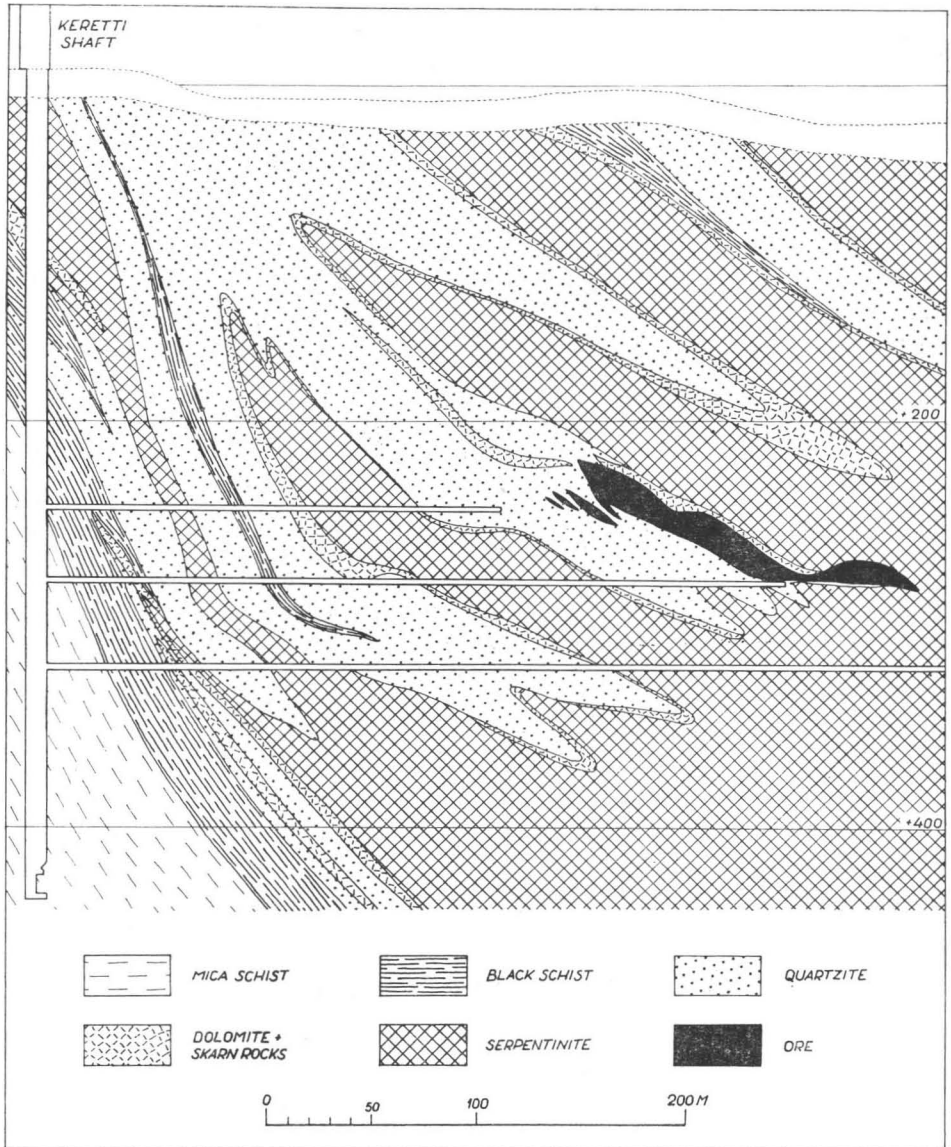 KERETTI
SHAFT
+200
+400
MICA SCHIST
BLACK SCHIST
QUARTZITE
DOLOMITE +
SKARN ROCKS
SERPENTINITE
ORE
0 50 100 200 M